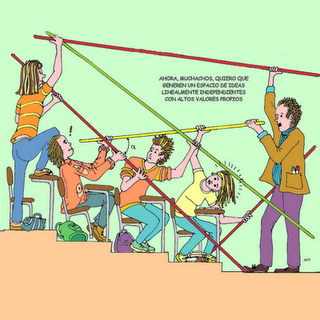 AHORA, MUCHACHOS, QUIERO QUE
GENEREN UN ESPACIO DE IDEAS
LINEALMENTE INDEPENDIENTES
CON ALTOS VALORES PROPIOS
!
α